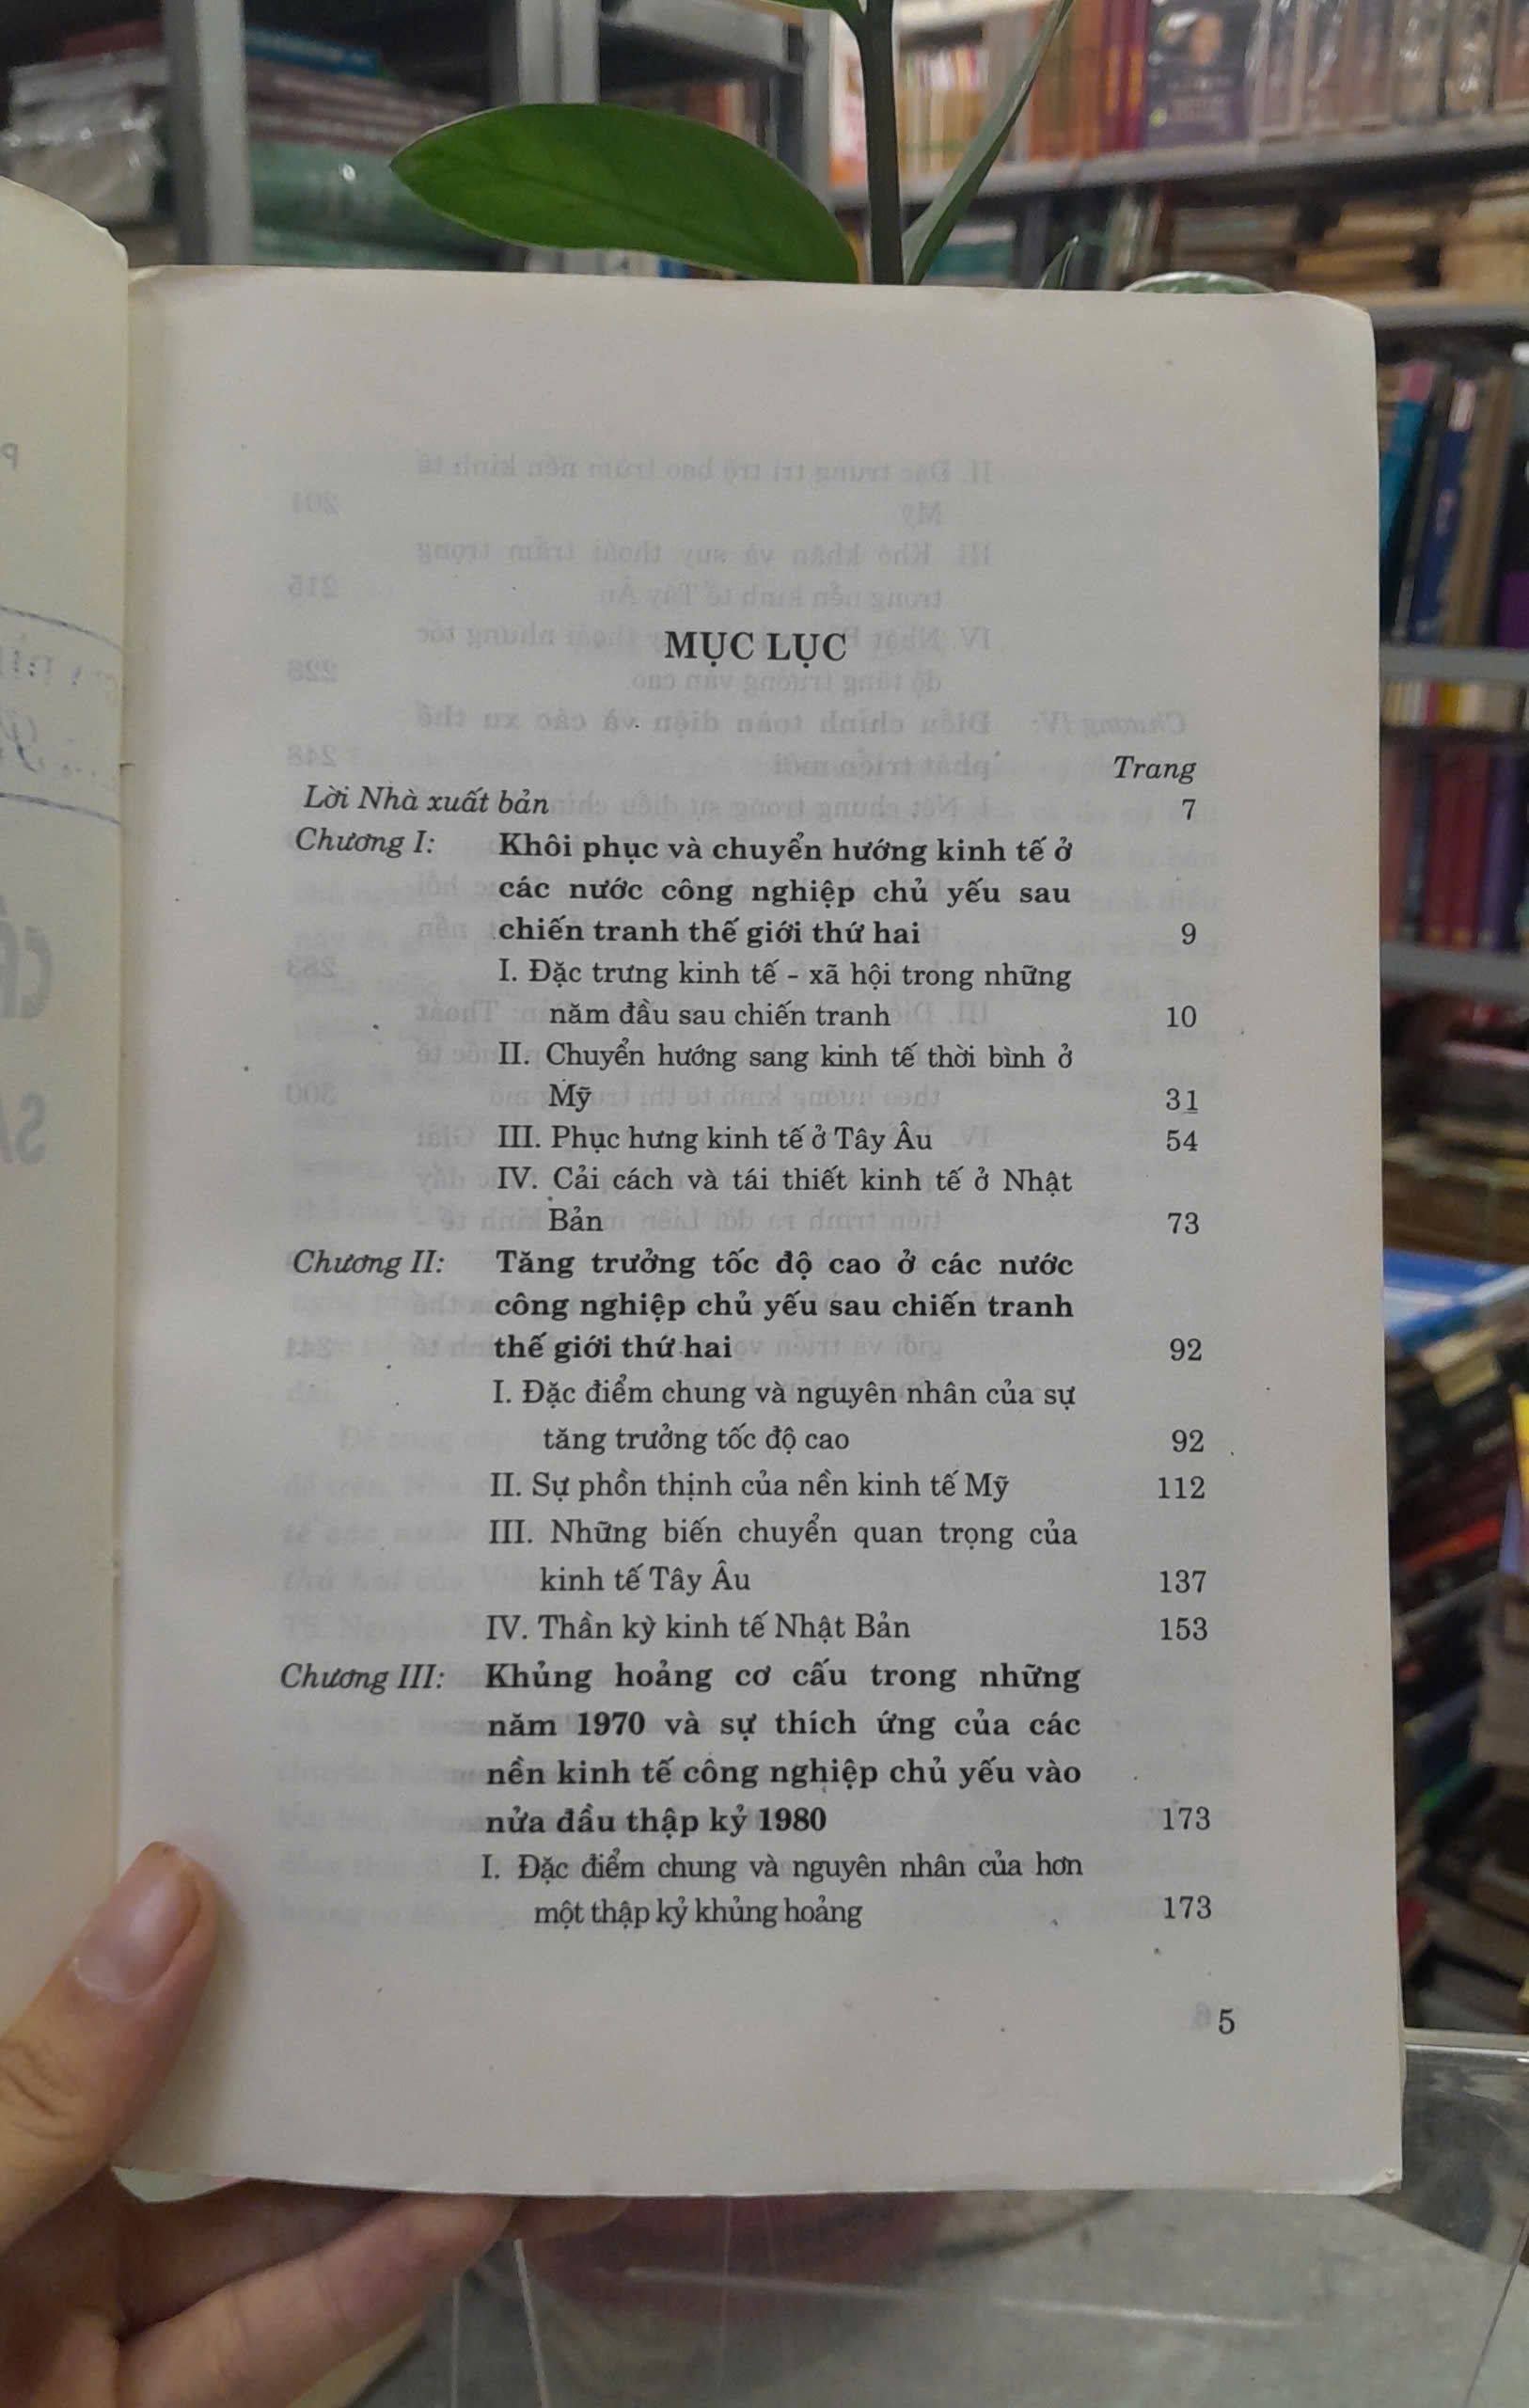 MỤC LỤC
Trang
Lời Nhà xuất bản 7
Chương I: Khôi phục và chuyển hướng kinh tế ở
các nước công nghiệp chủ yếu sau
chiến tranh thế giới thứ hai 9
I. Đặc trưng kinh tế - xã hội trong những
năm đầu sau chiến tranh 10
II. Chuyển hướng sang kinh tế thời bình ở
Mỹ 31
III. Phục hưng kinh tế ở Tây Âu 54
IV. Cải cách và tái thiết kinh tế ở Nhật
Bản 73
Chương II: Tăng trưởng tốc độ cao ở các nước
công nghiệp chủ yếu sau chiến tranh
thế giới thứ hai 92
I. Đặc điểm chung và nguyên nhân của sự
tăng trưởng tốc độ cao 92
II. Sự phồn thịnh của nền kinh tế Mỹ 112
III. Những biến chuyển quan trọng của
kinh tế Tây Âu 137
IV. Thần kỳ kinh tế Nhật Bản 153
Chương III: Khủng hoảng cơ cấu trong những
năm 1970 và sự thích ứng của các
nền kinh tế công nghiệp chủ yếu vào
nửa đầu thập kỷ 1980 173
I. Đặc điểm chung và nguyên nhân của hơn
một thập kỷ khủng hoảng 173
5